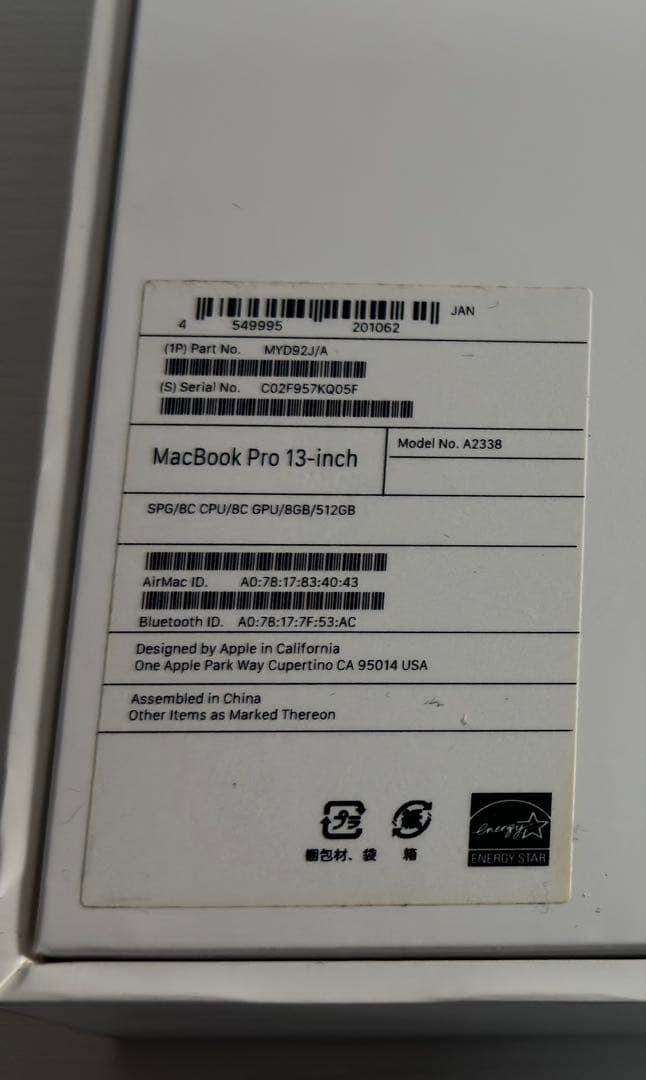 JAN
4 549995 201062
(1P) Part No. MYD92J/A
(S) Serial No. C02F957KQ05F
MacBook Pro 13-inch
Model No. A2338
SPG/8C CPU/8C GPU/8GB/512GB
AirMac ID. A0:78:17:83:40:43
Bluetooth ID. A0:78:17:7F:53:AC
Designed by Apple in California
One Apple Park Way Cupertino CA 95014 USA
Assembled in China
Other Items as Marked Thereon
プラ
紙
梱包材、袋
箱
energy
ENERGY STAR